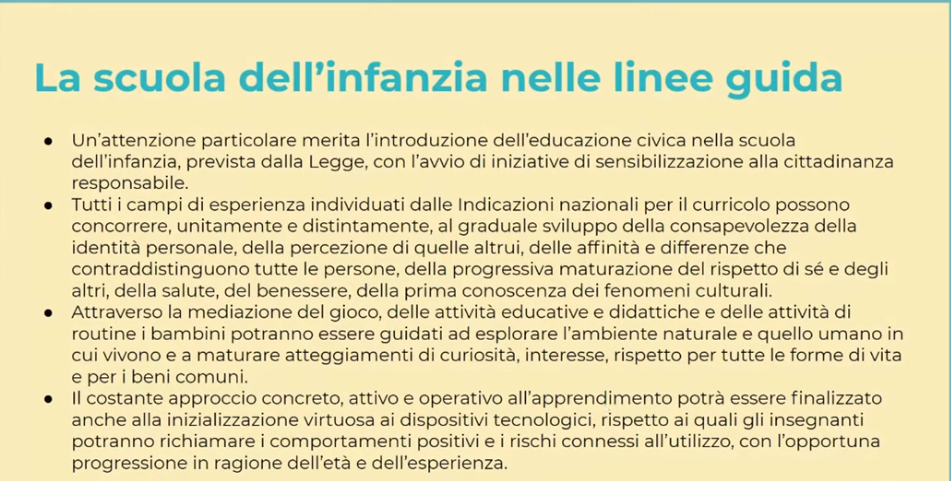 La scuola dell'infanzia nelle linee guida
● Un'attenzione particolare merita l'introduzione dell'educazione civica nella scuola
dell'infanzia, prevista dalla Legge, con l'avvio di iniziative di sensibilizzazione alla cittadinanza
responsabile.
● Tutti i campi di esperienza individuati dalle Indicazioni nazionali per il curricolo possono
concorrere, unitamente e distintamente, al graduale sviluppo della consapevolezza della
identità personale, della percezione di quelle altrui, delle affinità e differenze che
contraddistinguono tutte le persone, della progressiva maturazione del rispetto di sé e degli
altri, della salute, del benessere, della prima conoscenza dei fenomeni culturali.
● Attraverso la mediazione del gioco, delle attività educative e didattiche e delle attività di
routine i bambini potranno essere guidati ad esplorare l'ambiente naturale e quello umano in
cui vivono e a maturare atteggiamenti di curiosità, interesse, rispetto per tutte le forme di vita
e per i beni comuni.
● Il costante approccio concreto, attivo e operativo all'apprendimento potrà essere finalizzato
anche alla inizializzazione virtuosa ai dispositivi tecnologici, rispetto ai quali gli insegnanti
potranno richiamare i comportamenti positivi e i rischi connessi all'utilizzo, con l'opportuna
progressione in ragione dell'età e dell'esperienza.